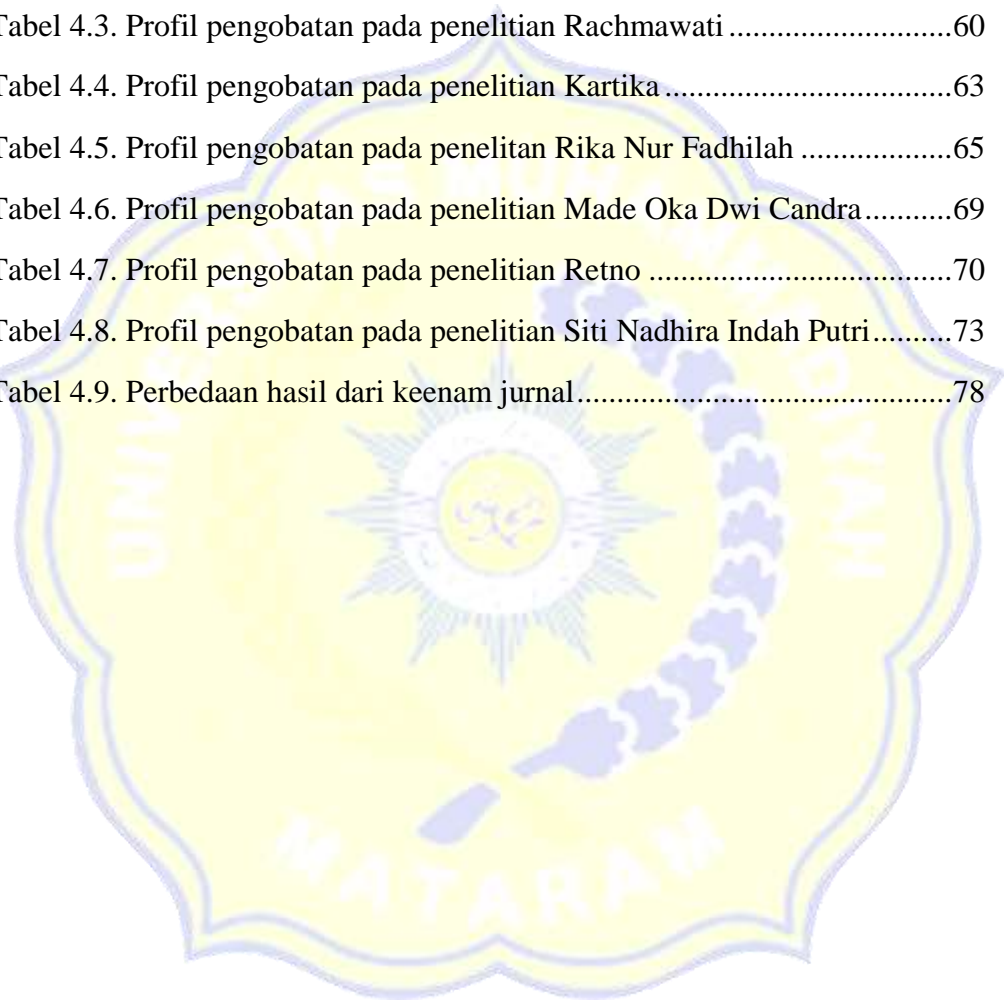 Tabel 4.3. Profil pengobatan pada penelitian Rachmawati...........................60
Tabel 4.4. Profil pengobatan pada penelitian Kartika...................................63
Tabel 4.5. Profil pengobatan pada penelitan Rika Nur Fadhilah..................65
Tabel 4.6. Profil pengobatan pada penelitian Made Oka Dwi Candra...........69
Tabel 4.7. Profil pengobatan pada penelitian Retno.....................................70
Tabel 4.8. Profil pengobatan pada penelitian Siti Nadhira Indah Putri..........73
Tabel 4.9. Perbedaan hasil dari keenam jurnal.............................................78
UNIVERSITAS MUHAMMADIYAH
MATARAM